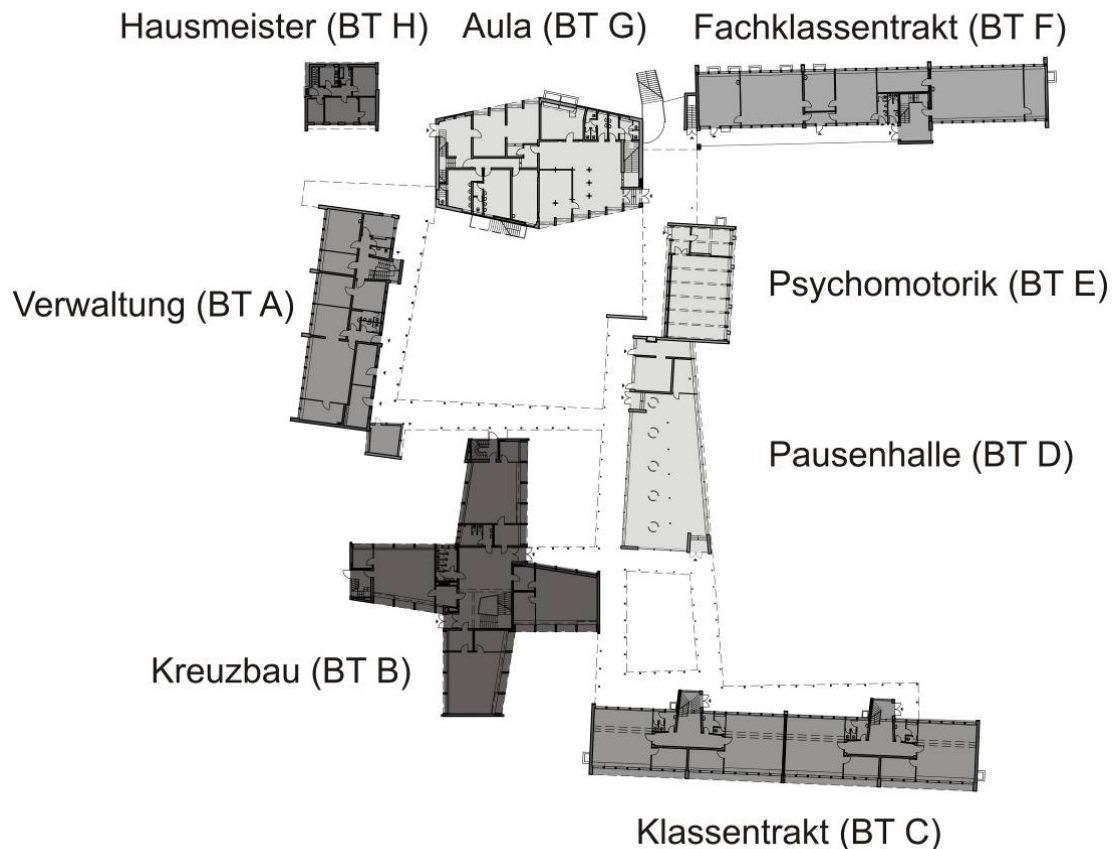 Hausmeister (BT H)
Aula (BT G)
Fachklassentrakt (BT F)
Verwaltung (BT A)
Psychomotorik (BT E)
Pausenhalle (BT D)
Kreuzbau (BT B)
Klassentrakt (BT C)